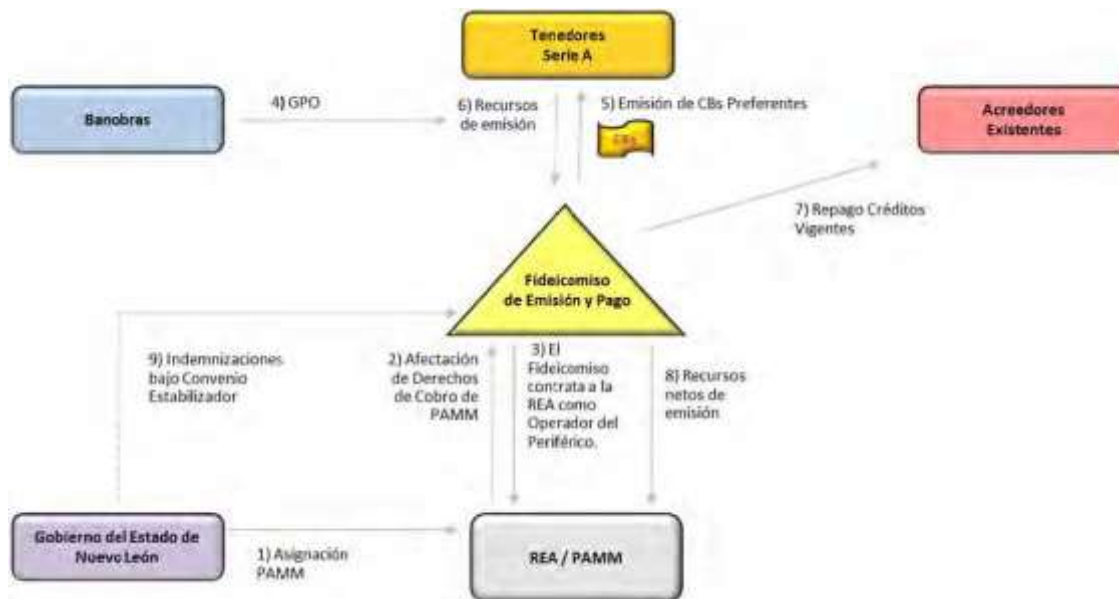 Tenedores
Serie A
Banobras
4) GPO
6) Recursos
de emisión
5) Emisión de CBs Preferentes
CBs
Acreedores
Existentes
7) Repago Créditos
Vigentes
Fideicomiso
de Emisión y Pago
9) Indemnizaciones
bajo Convenio
Estabilizador
2) Afectación
de Derechos
de Cobro de
PAMM
3) El
Fideicomiso
contrata a la
REA como
Operador del
Periférico.
8) Recursos
netos de
emisión
Gobierno del Estado de
Nuevo León
1) Asignación
PAMM
REA / PAMM